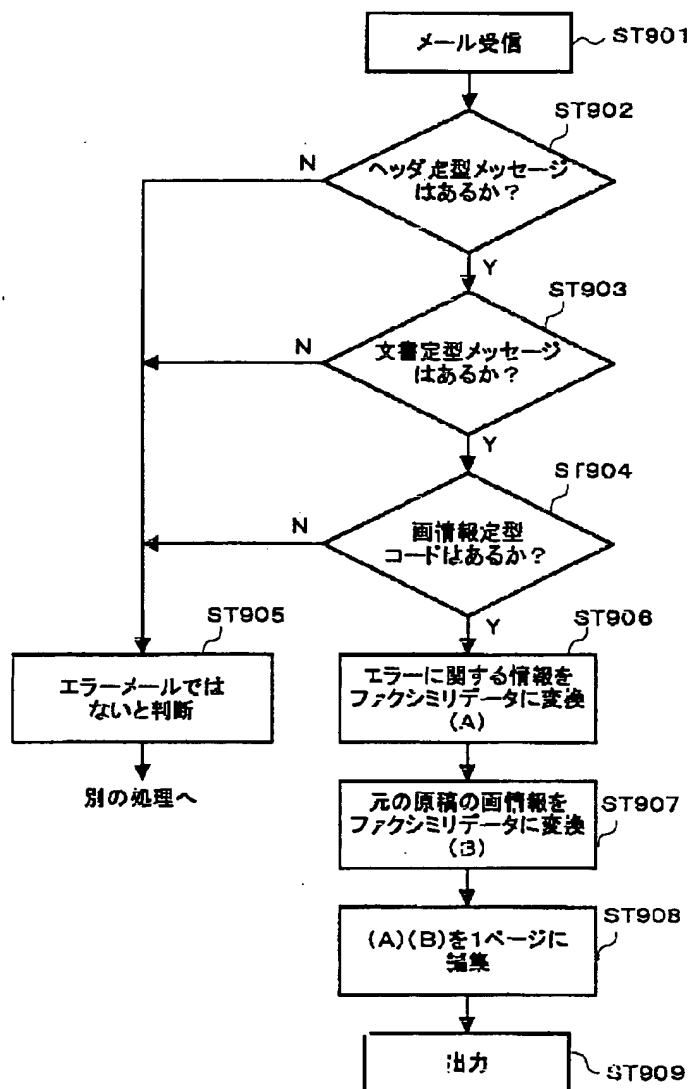 メール受信
ST901
ST902
ヘッダ定型メッセージ
はあるか?
N
Y
ST903
文書定型メッセージ
はあるか?
N
Y
ST904
画情報定型
コードはあるか?
N
Y
ST905
エラーメールでは
ないと判断
別の処理へ
ST906
エラーに関する情報を
ファクシミリデータに変換
(A)
元の原稿の画情報を
ファクシミリデータに変換
(B)
ST907
(A)(B)を1ページに
編集
ST908
出力
ST909